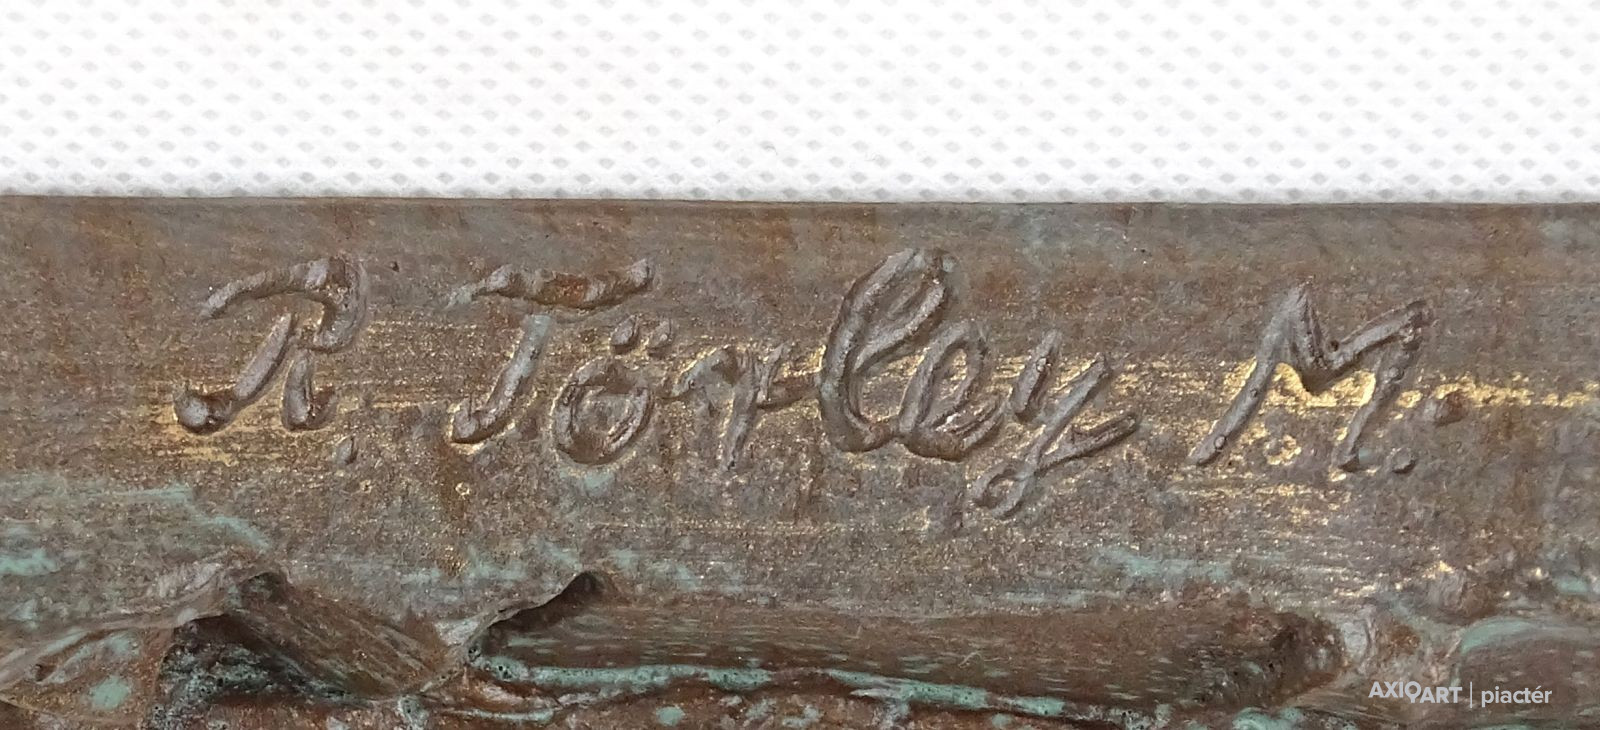 R. Törley M.
AXIOART | piactér